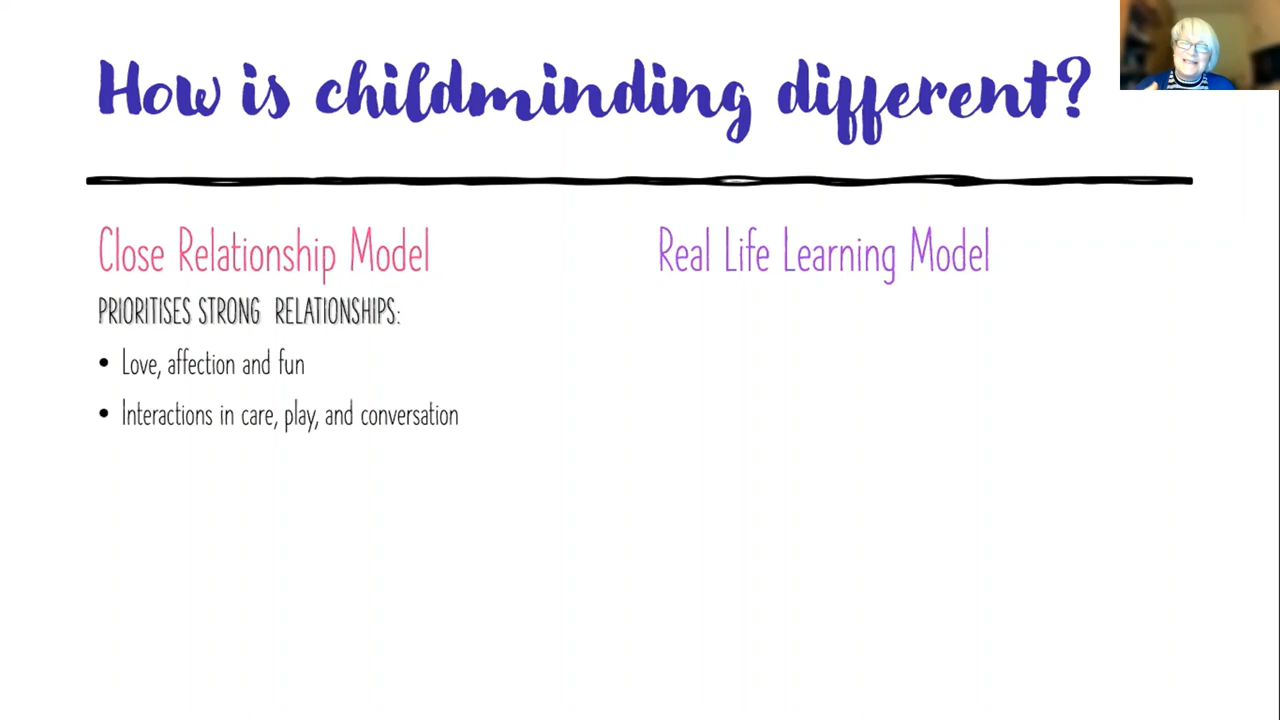 How is childminding different?
Close Relationship Model
PRIORITISES STRONG RELATIONSHIPS:
• Love, affection and fun
• Interactions in care, play, and conversation
Real Life Learning Model